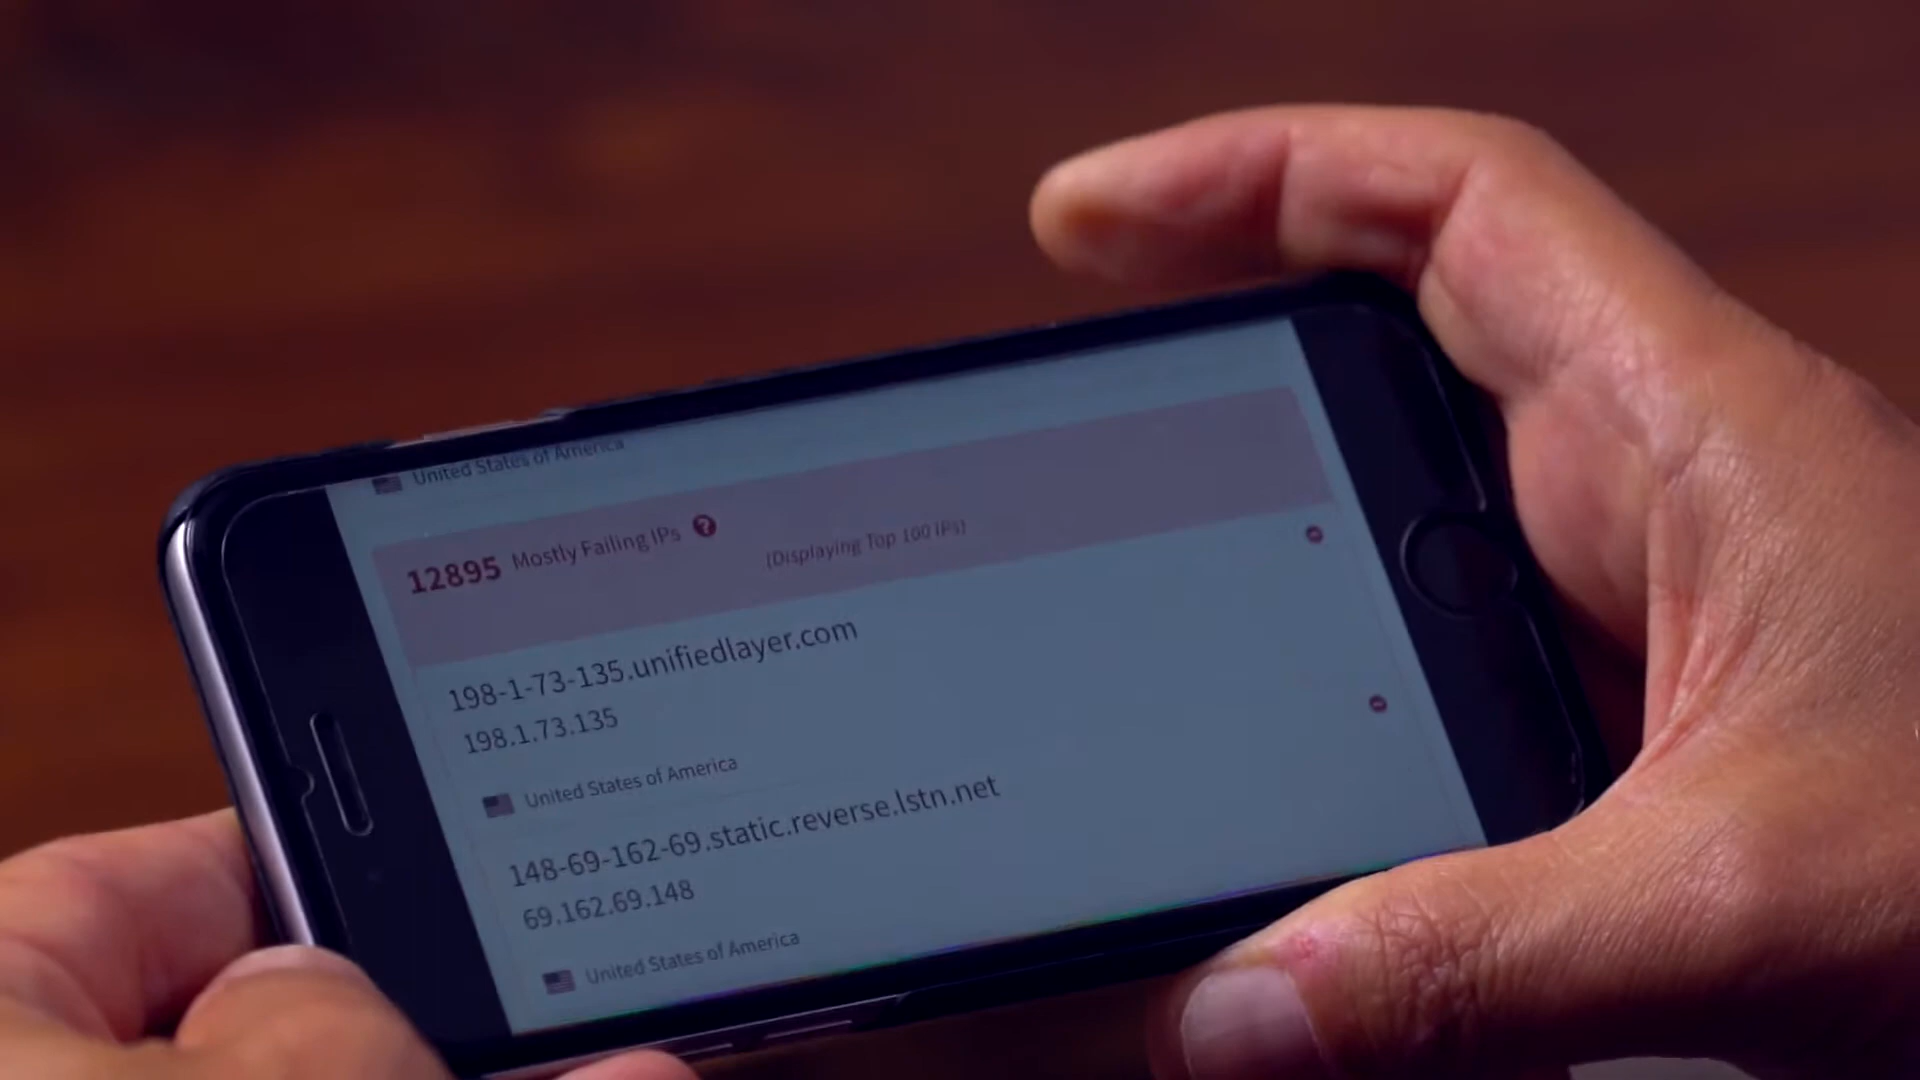 United States of America
12895 Mostly Failing IPs ?
(Displaying Top 100 IPs)
198-1-73-135.unifiedlayer.com
198.1.73.135
United States of America
148-69-162-69.static.reverse.lstn.net
69.162.69.148
United States of America